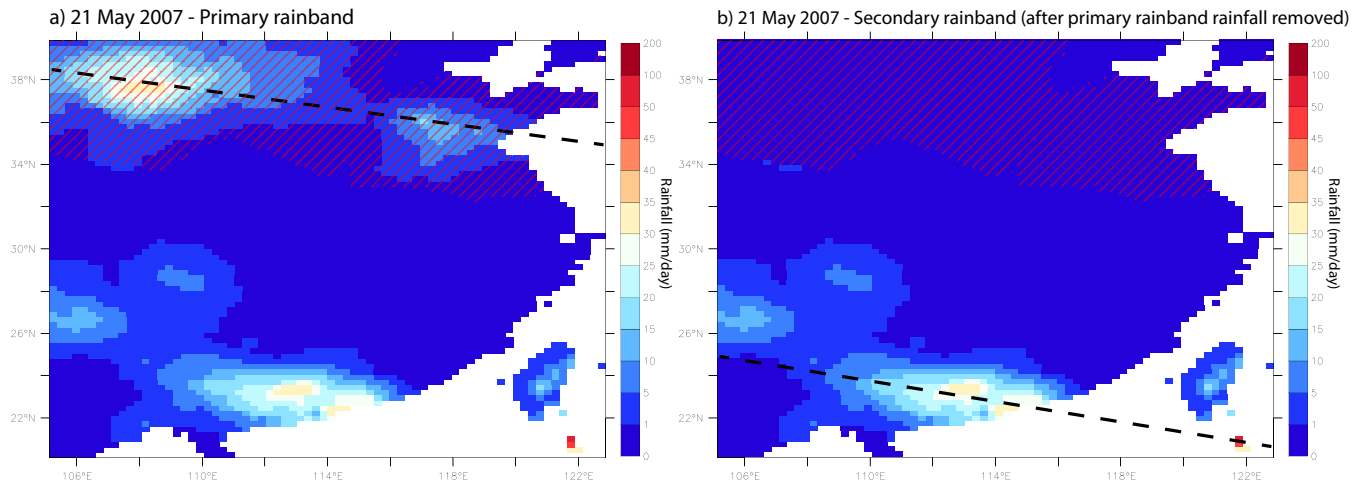 a) 21 May 2007 - Primary rainband
b) 21 May 2007 - Secondary rainband (after primary rainband rainfall removed)
38°N
34°N
30°N
26°N
22°N
106°E
110°E
114°E
118°E
122°E
200
100
50
45
40
35
30
25
20
15
10
5
1
0
Rainfall (mm/day)
38°N
34°N
30°N
26°N
22°N
106°E
110°E
114°E
118°E
122°E
200
100
50
45
40
35
30
25
20
15
10
5
1
0
Rainfall (mm/day)